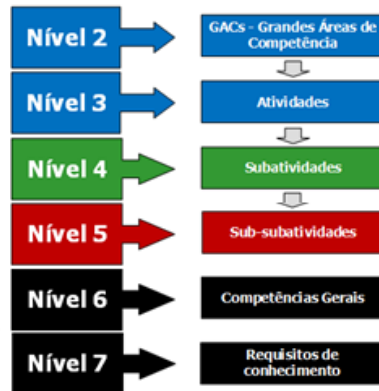 Nível 2
GACs - Grandes Áreas de
Competência
Nível 3
Atividades
Nível 4
Subatividades
Nível 5
Sub-subatividades
Nível 6
Competências Gerais
Nível 7
Requisitos de
conhecimento